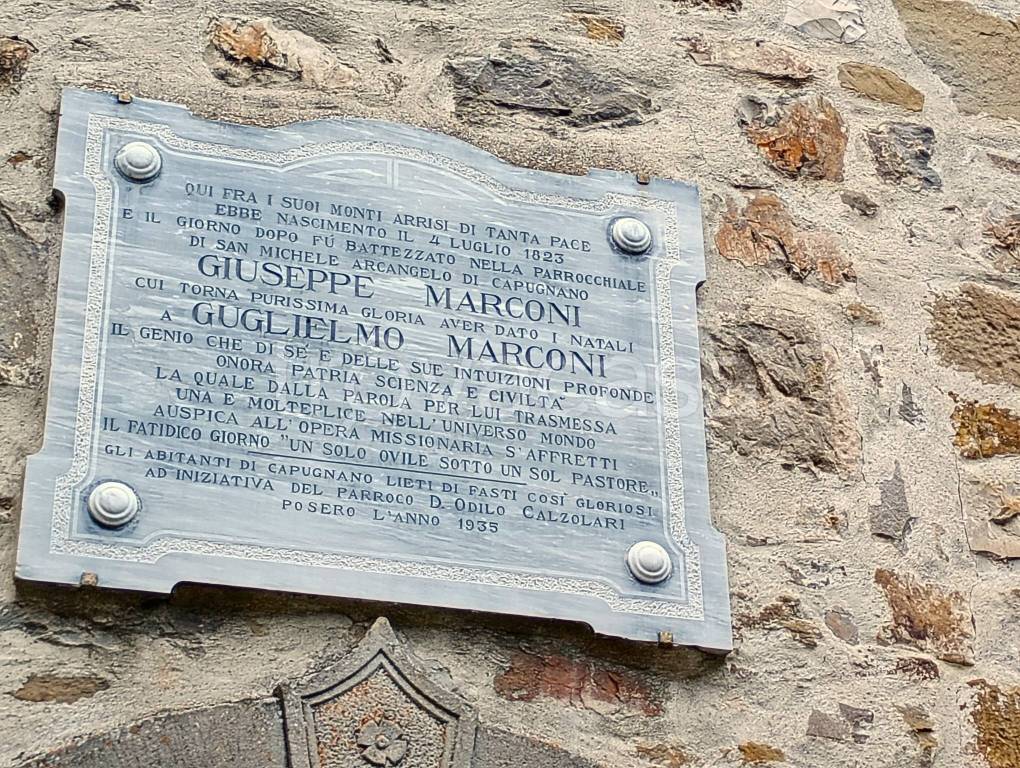 QUI FRA I SUOI MONTI ARRISI DI TANTA PACE
EBBE NASCIMENTO IL 4 LUGLIO 1823
E IL GIORNO DOPO FÚ BATTEZZATO NELLA PARROCCHIALE
DI SAN MICHELE ARCANGELO DI CAPUGNANO
GIUSEPPE MARCONI
CUI TORNA PURISSIMA GLORIA AVER DATO I NATALI
A GUGLIELMO MARCONI
IL GENIO CHE DI SE' E DELLE SUE INTUIZIONI PROFONDE
ONORA PATRIA SCIENZA E CIVILTA'
LA QUALE DALLA PAROLA PER LUI TRASMESSA
UNA E MOLTEPLICE NELL'UNIVERSO MONDO
AUSPICA ALL'OPERA MISSIONARIA S'AFFRETTI
IL FATIDICO GIORNO "UN SOLO OVILE SOTTO UN SOL PASTORE„
GLI ABITANTI DI CAPUGNANO LIETI DI FASTI COSÌ GLORIOSI
AD INIZIATIVA DEL PARROCO D. ODILO CALZOLARI
POSERO L'ANNO 1935